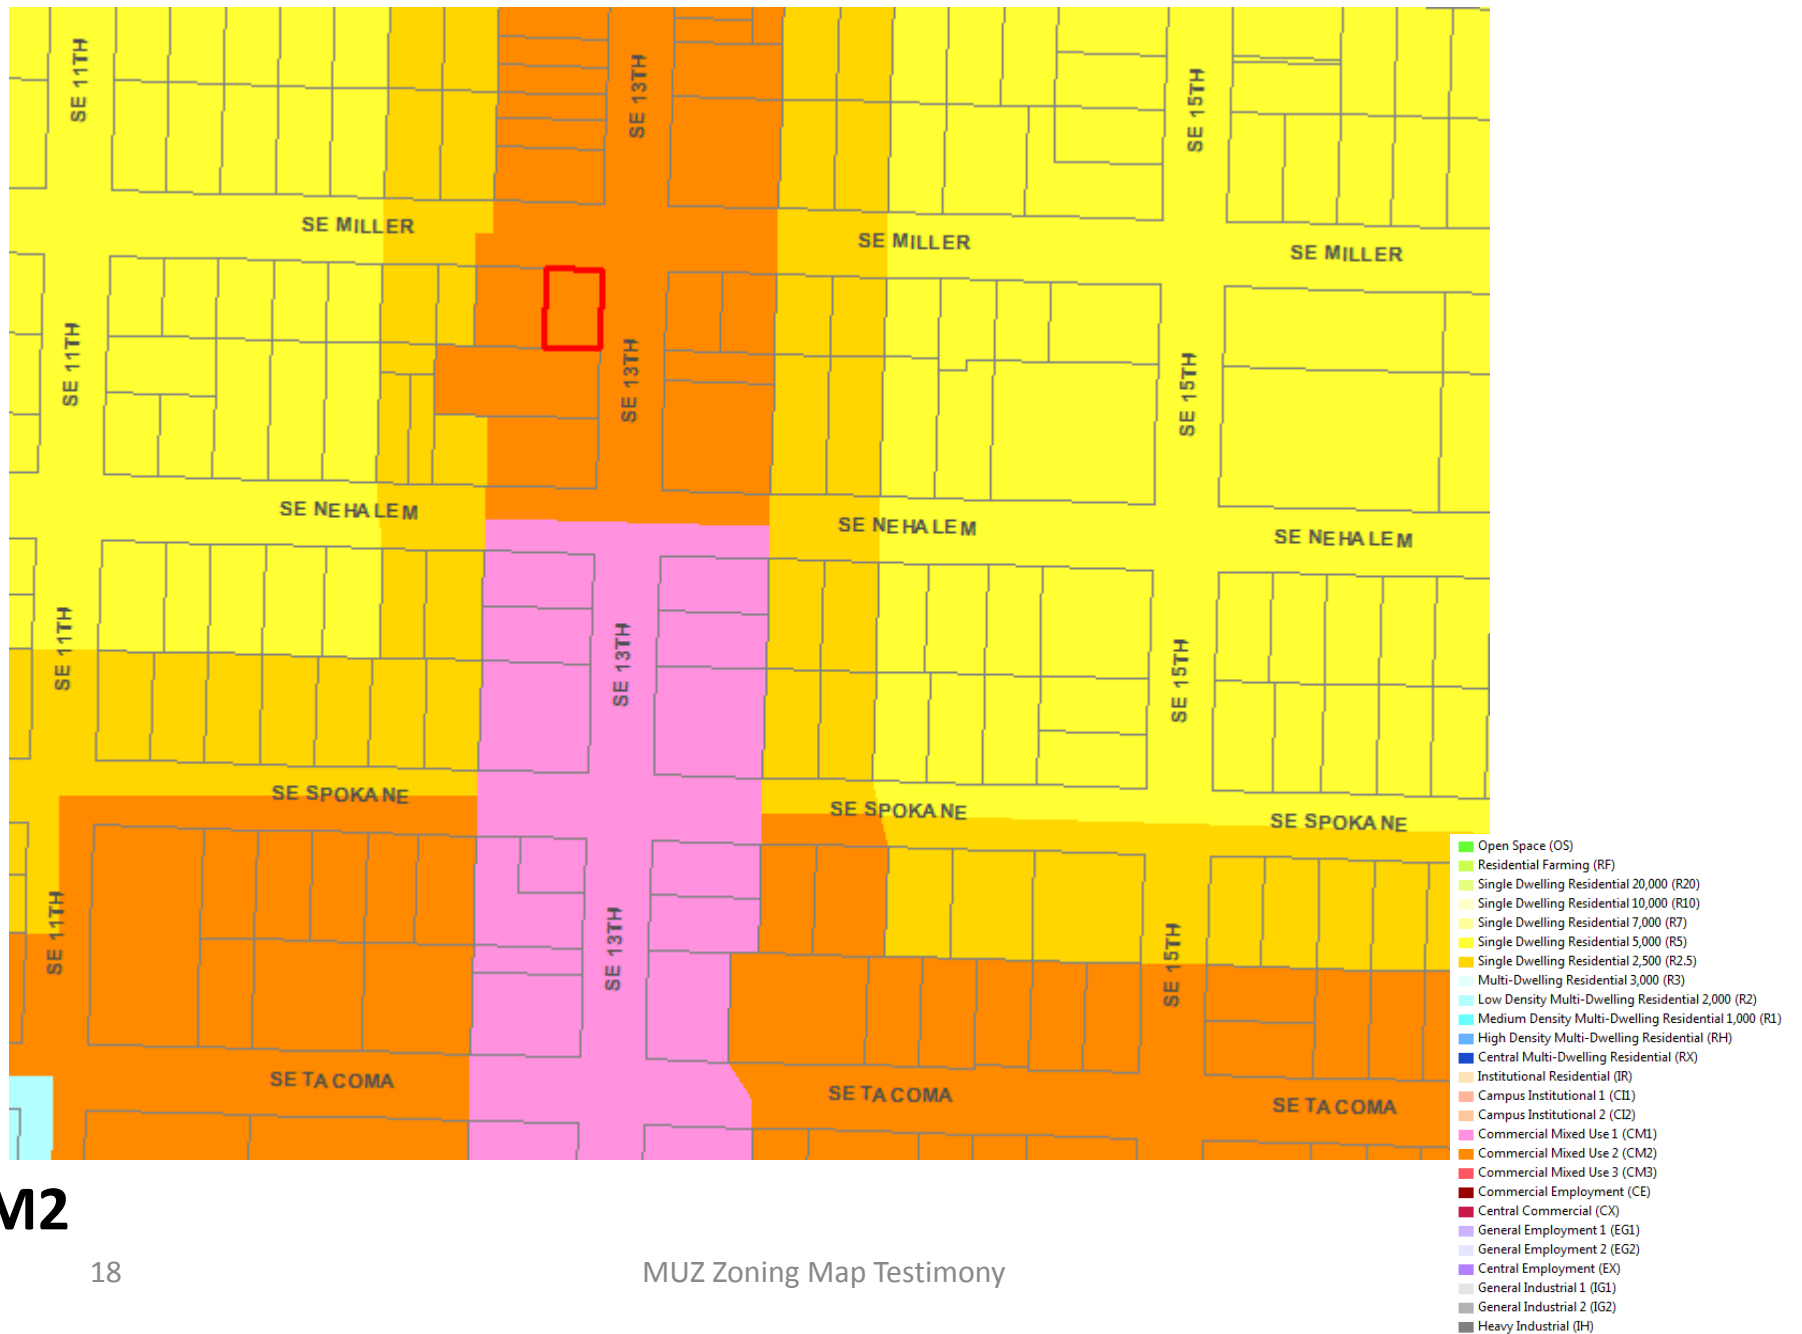 SE 11TH
SE 13TH
SE 15TH
SE MILLER
SE MILLER
SE MILLER
SE 11TH
SE 13TH
SE 15TH
SE NEHALEM
SE NEHALEM
SE NEHALEM
SE 11TH
SE 13TH
SE 15TH
SE SPOKANE
SE SPOKANE
SE SPOKANE
SE 11TH
SE 13TH
SE 15TH
SE TACOMA
SE TACOMA
SE TACOMA
Open Space (OS)
Residential Farming (RF)
Single Dwelling Residential 20,000 (R20)
Single Dwelling Residential 10,000 (R10)
Single Dwelling Residential 7,000 (R7)
Single Dwelling Residential 5,000 (R5)
Single Dwelling Residential 2,500 (R2.5)
Multi-Dwelling Residential 3,000 (R3)
Low Density Multi-Dwelling Residential 2,000 (R2)
Medium Density Multi-Dwelling Residential 1,000 (R1)
High Density Multi-Dwelling Residential (RH)
Central Multi-Dwelling Residential (RX)
Institutional Residential (IR)
Campus Institutional 1 (CI1)
Campus Institutional 2 (CI2)
Commercial Mixed Use 1 (CM1)
Commercial Mixed Use 2 (CM2)
Commercial Mixed Use 3 (CM3)
Commercial Employment (CE)
Central Commercial (CX)
General Employment 1 (EG1)
General Employment 2 (EG2)
Central Employment (EX)
General Industrial 1 (IG1)
General Industrial 2 (IG2)
Heavy Industrial (IH)
M2
18
MUZ Zoning Map Testimony